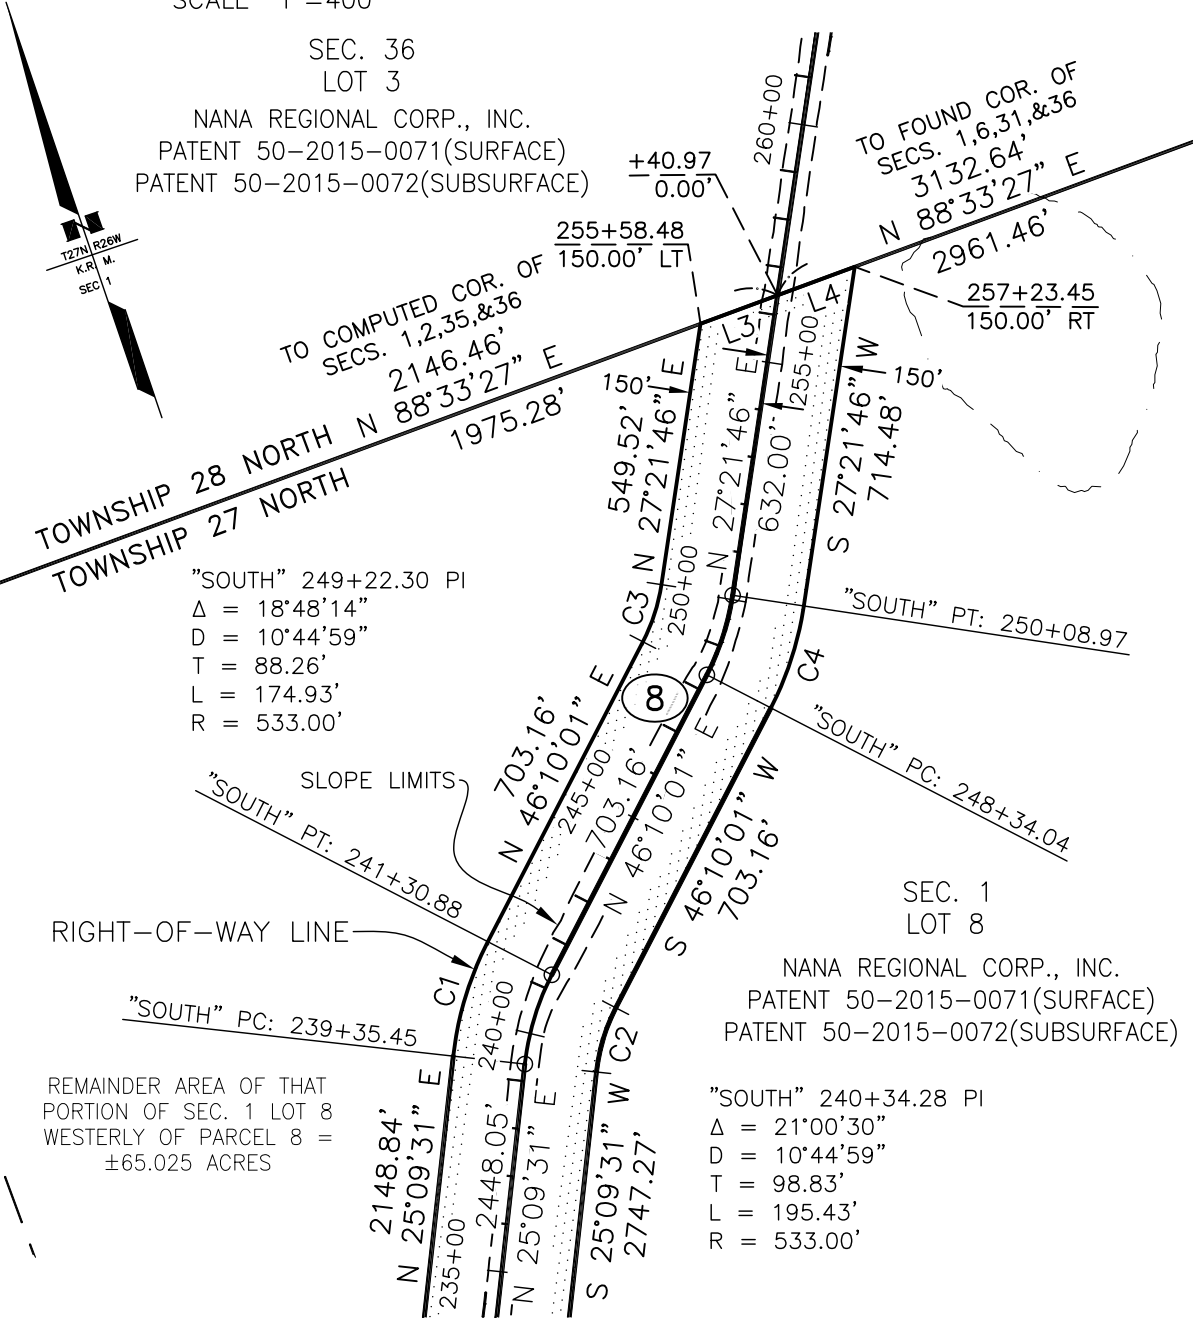 SCALE 1"=400'
SEC. 36
LOT 3
NANA REGIONAL CORP., INC.
PATENT 50-2015-0071(SURFACE)
PATENT 50-2015-0072(SUBSURFACE)
N
T27N R26W
K.R. M.
SEC 1
260+00
TO FOUND COR. OF
SECS. 1,6,31,&36
3132.64'
N 88°33'27" E
2961.46'
+40.97
0.00'
255+58.48
150.00' LT
257+23.45
150.00' RT
TO COMPUTED COR. OF
SECS. 1,2,35,&36
2146.46'
N 88°33'27" E
1975.28'
TOWNSHIP 28 NORTH
TOWNSHIP 27 NORTH
L3
L4
255+00
150'
150'
549.52'
N 27°21'46" E
N 27°21'46" E
632.00'
S 27°21'46" W
714.48'
"SOUTH" 249+22.30 PI
Δ = 18°48'14"
D = 10°44'59"
T = 88.26'
L = 174.93'
R = 533.00'
C3
250+00
"SOUTH" PT: 250+08.97
C4
8
"SOUTH" PC: 248+34.04
703.16'
N 46°10'01" E
245+00
703.16'
N 46°10'01" E
S 46°10'01" W
703.16'
SLOPE LIMITS
"SOUTH" PT: 241+30.88
RIGHT-OF-WAY LINE
SEC. 1
LOT 8
NANA REGIONAL CORP., INC.
PATENT 50-2015-0071(SURFACE)
PATENT 50-2015-0072(SUBSURFACE)
C1
240+00
C2
"SOUTH" PC: 239+35.45
REMAINDER AREA OF THAT
PORTION OF SEC. 1 LOT 8
WESTERLY OF PARCEL 8 =
±65.025 ACRES
"SOUTH" 240+34.28 PI
Δ = 21°00'30"
D = 10°44'59"
T = 98.83'
L = 195.43'
R = 533.00'
2148.84'
N 25°09'31" E
235+00
2448.05'
N 25°09'31" E
S 25°09'31" W
2747.27'